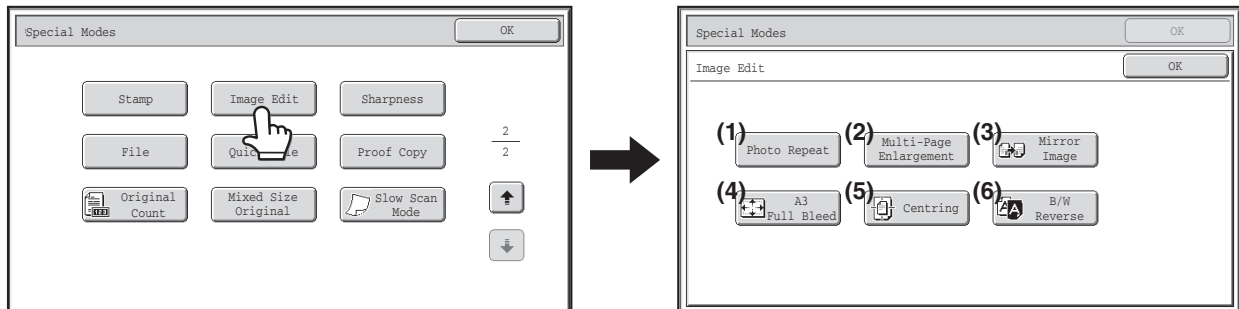 Special Modes
OK
Stamp
Image Edit
Sharpness
File
Proof Copy
Original
Count
Mixed Size
Original
Slow Scan
Mode
2
2
Special Modes
OK
Image Edit
OK
(1)
Photo Repeat
(2)
Multi-Page
Enlargement
(3)
Mirror
Image
(4)
A3
Full Bleed
(5)
Centring
(6)
B/W
Reverse